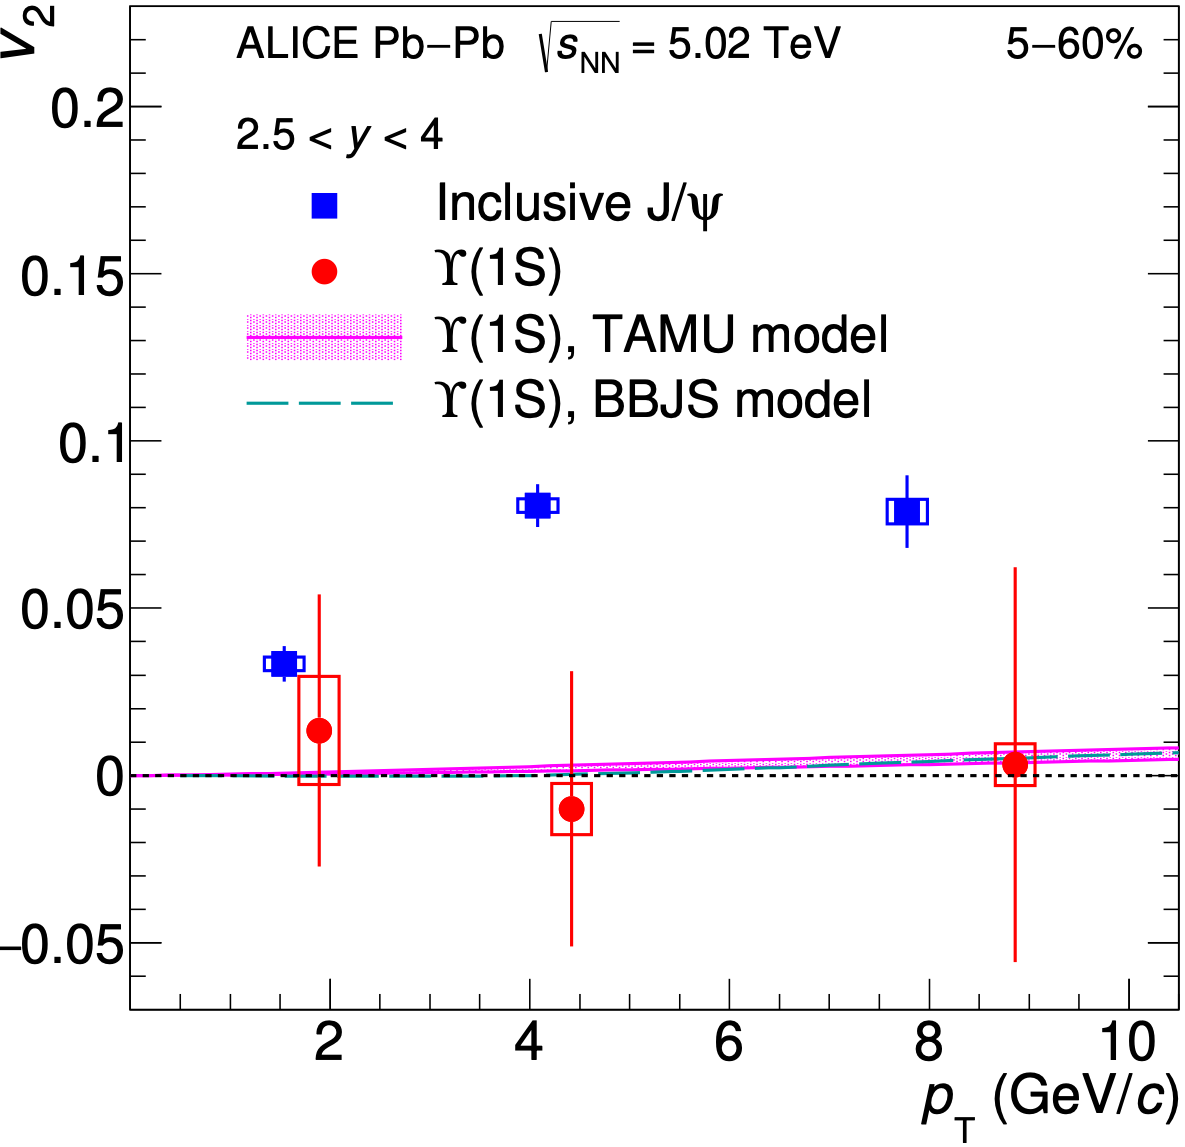 v2
ALICE Pb−Pb √sNN = 5.02 TeV 5−60%
2.5 < y < 4
Inclusive J/ψ
ϒ(1S)
ϒ(1S), TAMU model
ϒ(1S), BBJS model
0.2
0.15
0.1
0.05
0
−0.05
2 4 6 8 10
pT (GeV/c)